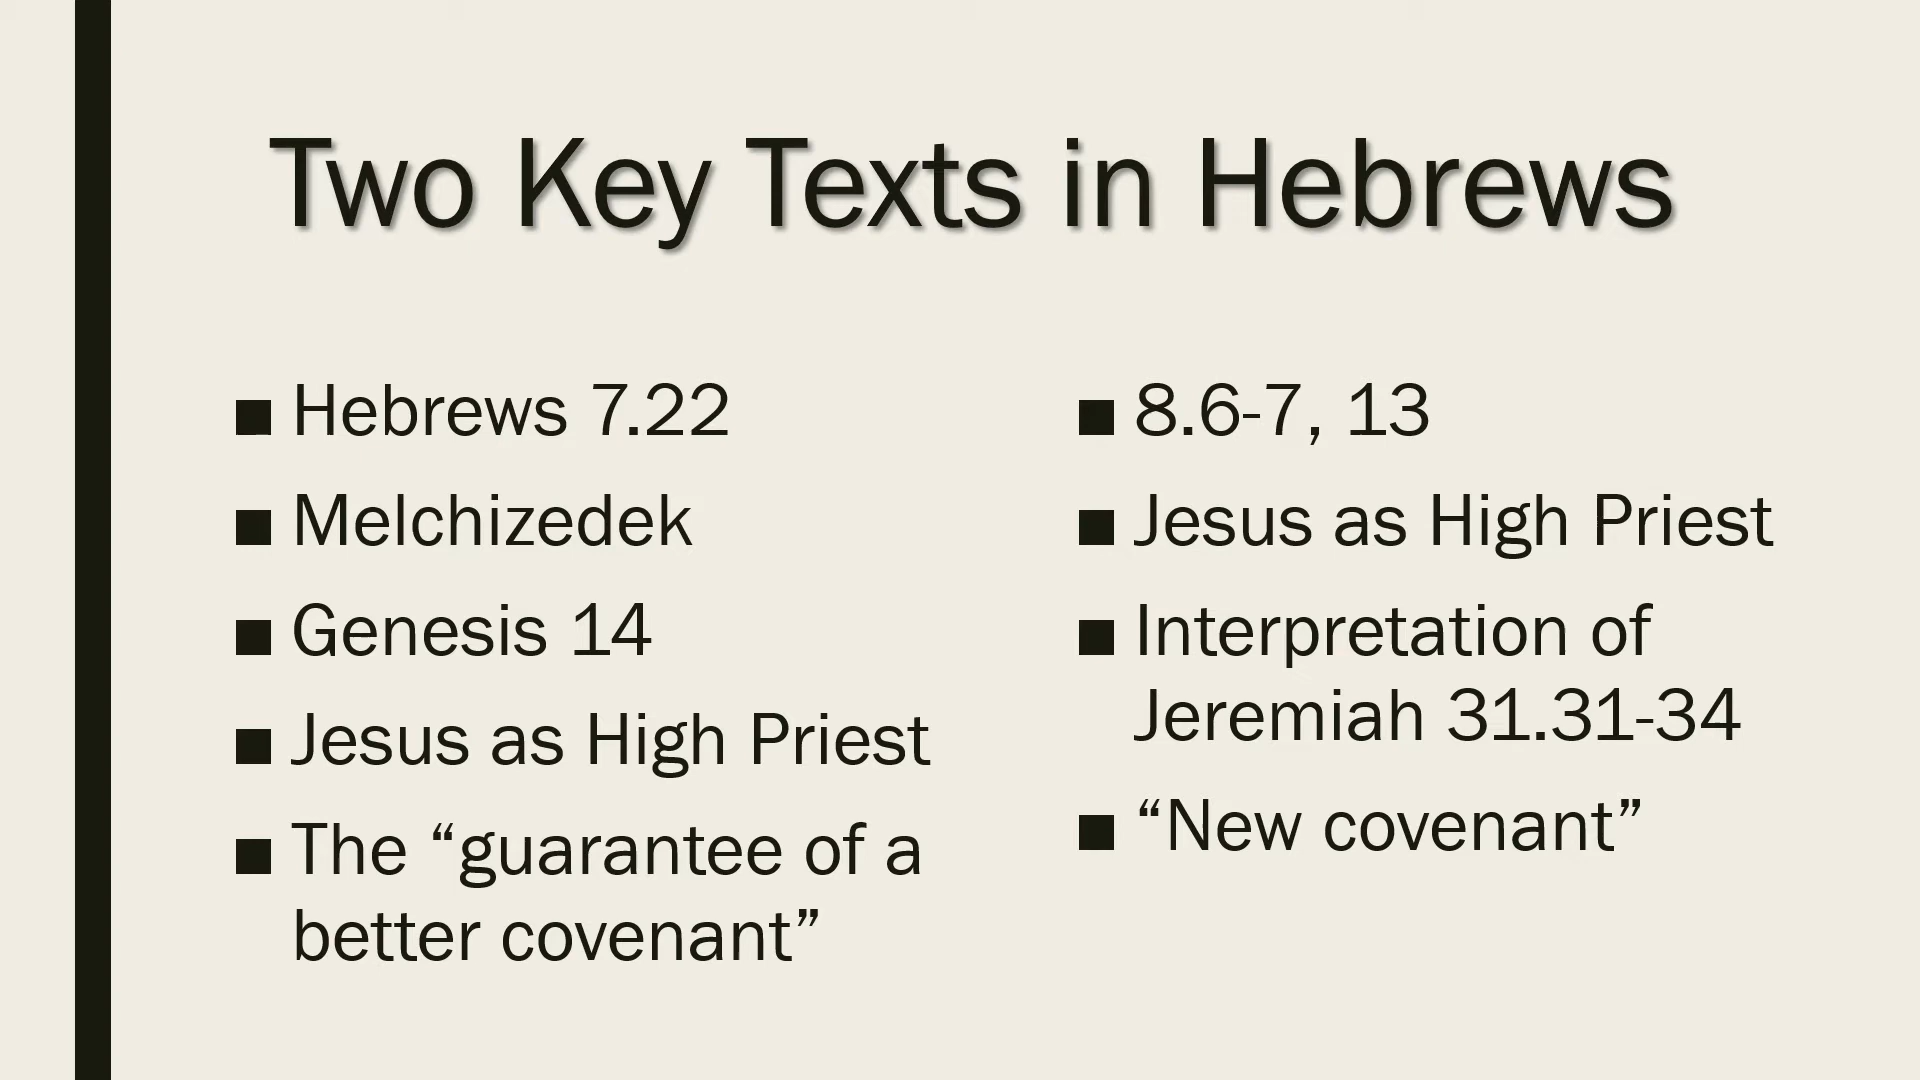 Two Key Texts in Hebrews
■ Hebrews 7.22
■ Melchizedek
■ Genesis 14
■ Jesus as High Priest
■ The “guarantee of a
better covenant”
■ 8.6-7, 13
■ Jesus as High Priest
■ Interpretation of
Jeremiah 31.31-34
■ “New covenant”